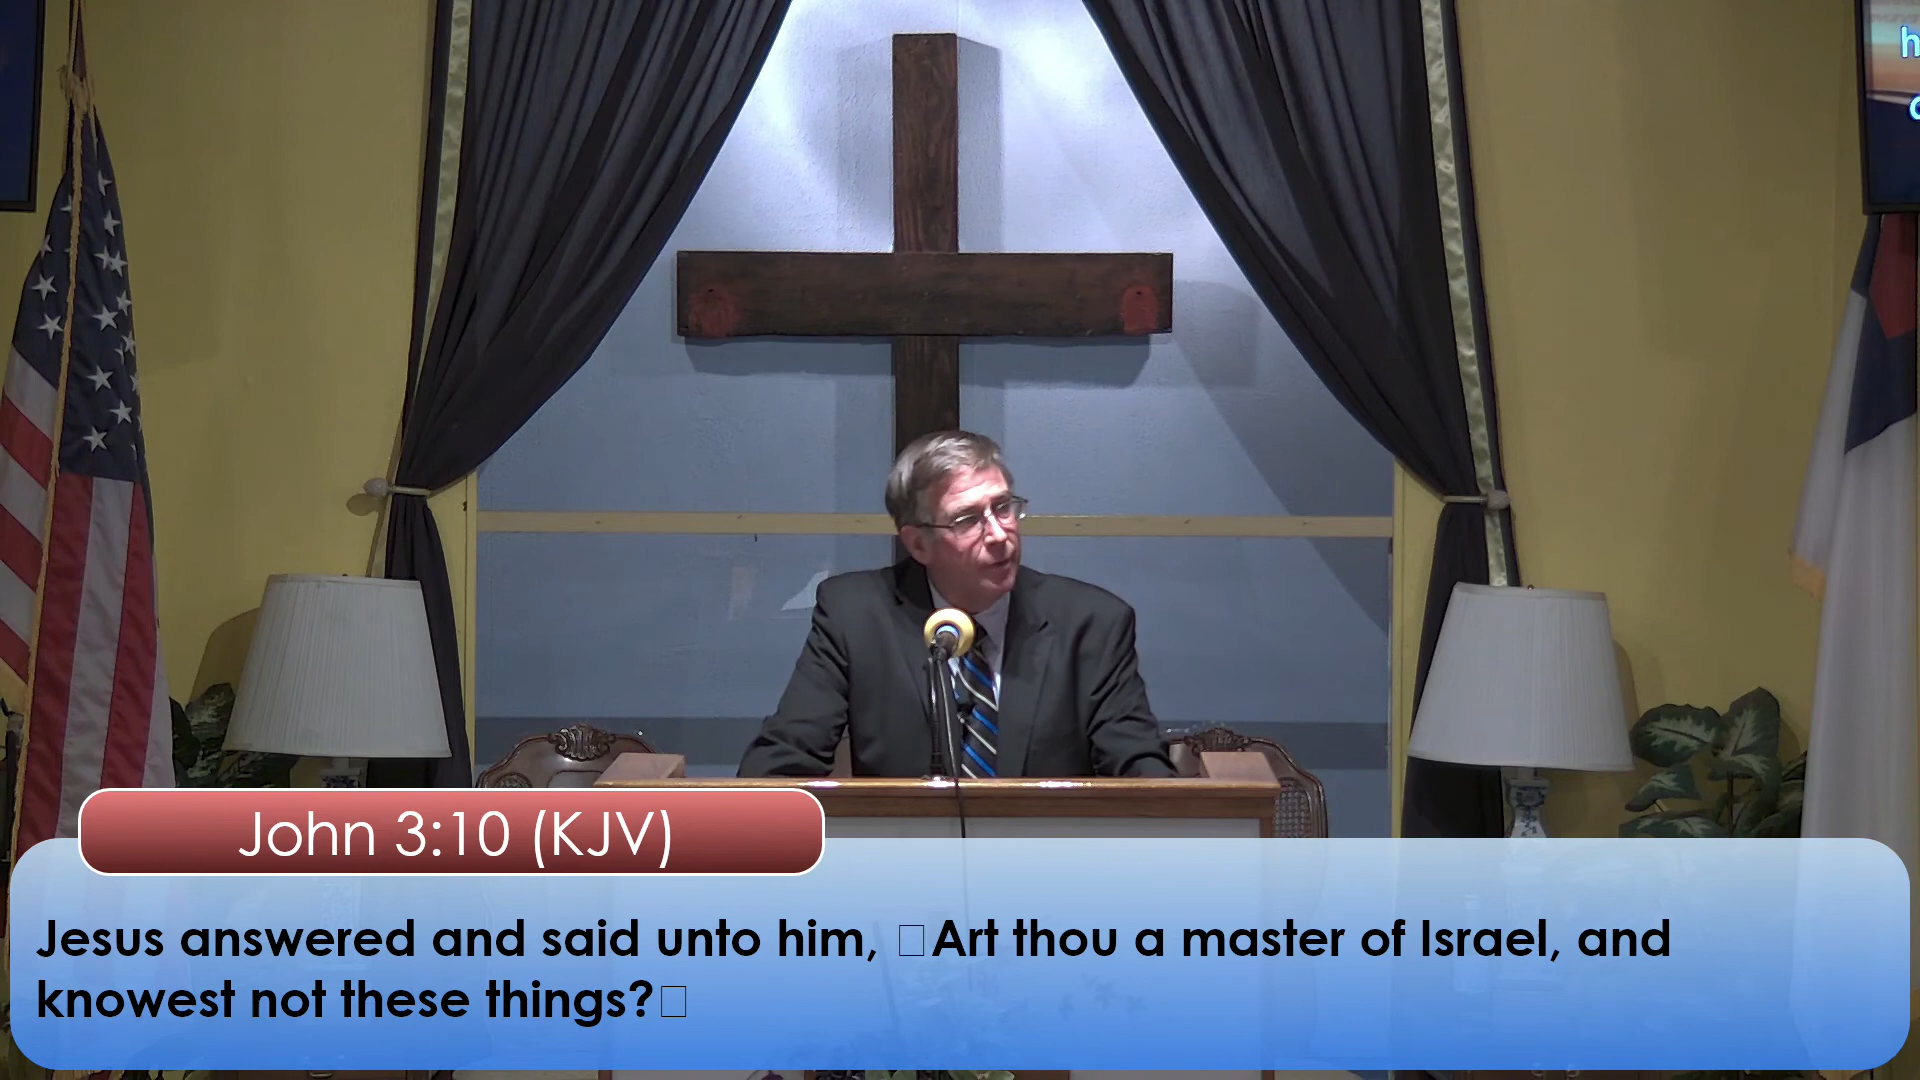 John 3:10 (KJV)
Jesus answered and said unto him, □Art thou a master of Israel, and
knowest not these things?□